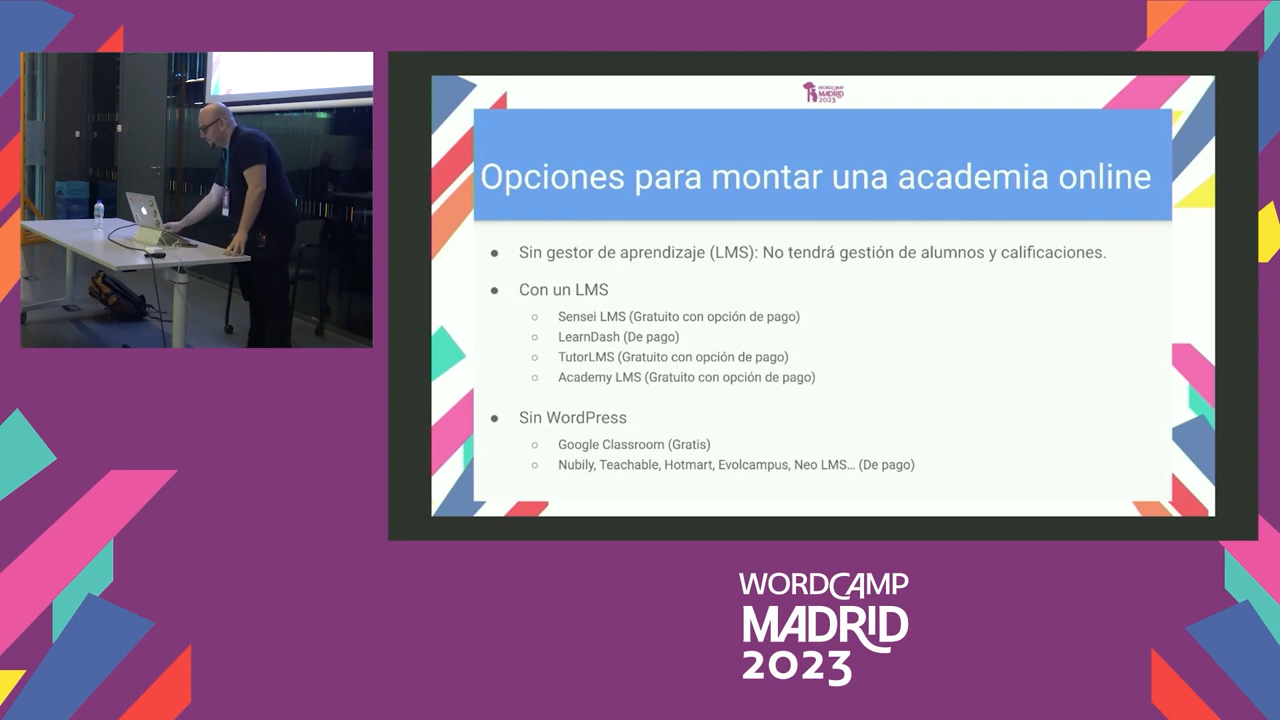 WORDCAMP
MADRID
2023
Opciones para montar una academia online
● Sin gestor de aprendizaje (LMS): No tendrá gestión de alumnos y calificaciones.
● Con un LMS
○ Sensei LMS (Gratuito con opción de pago)
○ LearnDash (De pago)
○ TutorLMS (Gratuito con opción de pago)
○ Academy LMS (Gratuito con opción de pago)
● Sin WordPress
○ Google Classroom (Gratis)
○ Nubily, Teachable, Hotmart, Evolcampus, Neo LMS... (De pago)
WORDCAMP
MADRID
2023